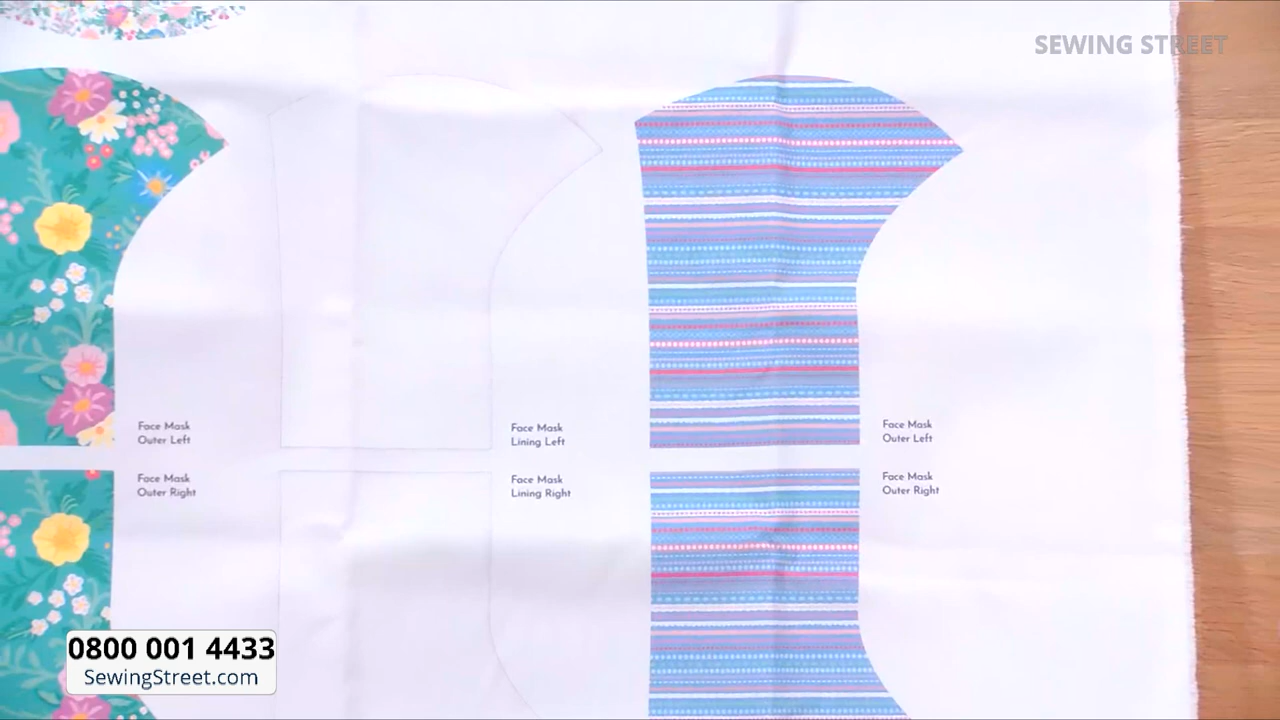 SEWING STREET
Face Mask
Outer Left
Face Mask
Lining Left
Face Mask
Outer Left
Face Mask
Outer Right
Face Mask
Lining Right
Face Mask
Outer Right
0800 001 4433
SewingStreet.com